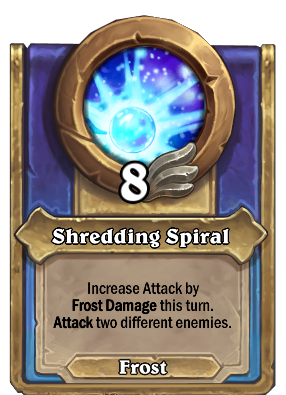 8
Shredding Spiral
Increase Attack by
Frost Damage this turn.
Attack two different enemies.
Frost